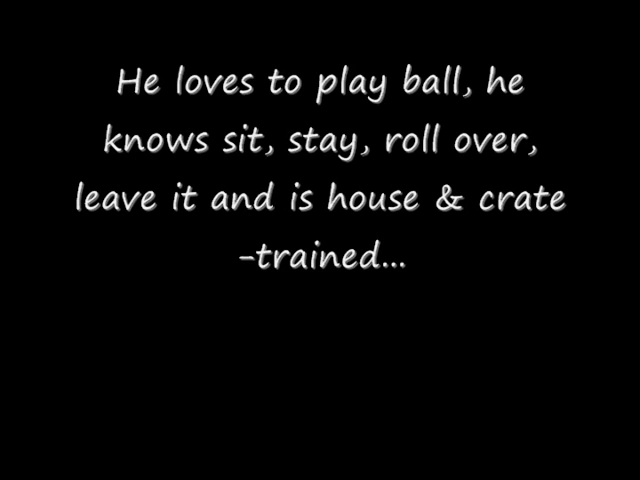 He loves to play ball, he
knows sit, stay, roll over,
leave it and is house & crate
-trained...